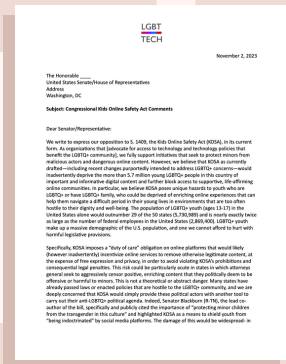 LGBT
TECH
November 2, 2023
The Honorable ____
United States Senate/House of Representatives
Address
Washington, DC
Subject: Congressional Kids Online Safety Act Comments
Dear Senator/Representative:
We write to express our opposition to S. 1409, the Kids Online Safety Act (KOSA), in its current
form. As organizations that (advocate for access to technology and technology policies that
benefit the LGBTQ+ community), we fully support initiatives that seek to protect minors from
malicious actors and dangerous online content. However, we believe that KOSA as currently
drafted—including recent changes purportedly intended to address LGBTQ+ concerns—would
inadvertently deprive the more than 5.7 million young LGBTQ+ people in this country of
important and informative digital content and further block access to supportive, life-affirming
online communities. In particular, we believe KOSA poses unique hazards to youth who are
LGBTQ+ or have LGBTQ+ family, who could be deprived of enriching online experiences that can
help them navigate a difficult period in their young lives in environments that are too often
hostile to their dignity and well-being. The population of LGBTQ+ youth (ages 13-17) in the
United States alone would outnumber 29 of the 50 states (5,730,989) and is nearly exactly twice
as large as the number of federal employees in the United States (2,869,400). LGBTQ+ youth
make up a massive demographic of the U.S. population, and one we cannot afford to hurt with
harmful legislative provisions.
Specifically, KOSA imposes a "duty of care" obligation on online platforms that would likely
(however inadvertently) incentivize online services to remove otherwise legitimate content, at
the expense of free expression and privacy, in order to avoid violating KOSA's prohibitions and
consequential legal penalties. This risk could be particularly acute in states in which attorneys
general seek to aggressively censor positive, enriching content that they politically deem to be
offensive or harmful to minors. This is not a theoretical or abstract danger: Many states have
already passed laws or enacted policies that are hostile to the LGBTQ+ community, and we are
deeply concerned that KOSA would simply provide these political actors with another tool to
carry out their anti-LGBTQ+ political agenda. Indeed, Senator Blackburn (R-TN), the lead co-
author of the bill, specifically and publicly cited the importance of "protecting minor children
from the transgender in this culture" and highlighted KOSA as a means to shield youth from
"being indoctrinated" by social media platforms. The damage of this would be widespread- in